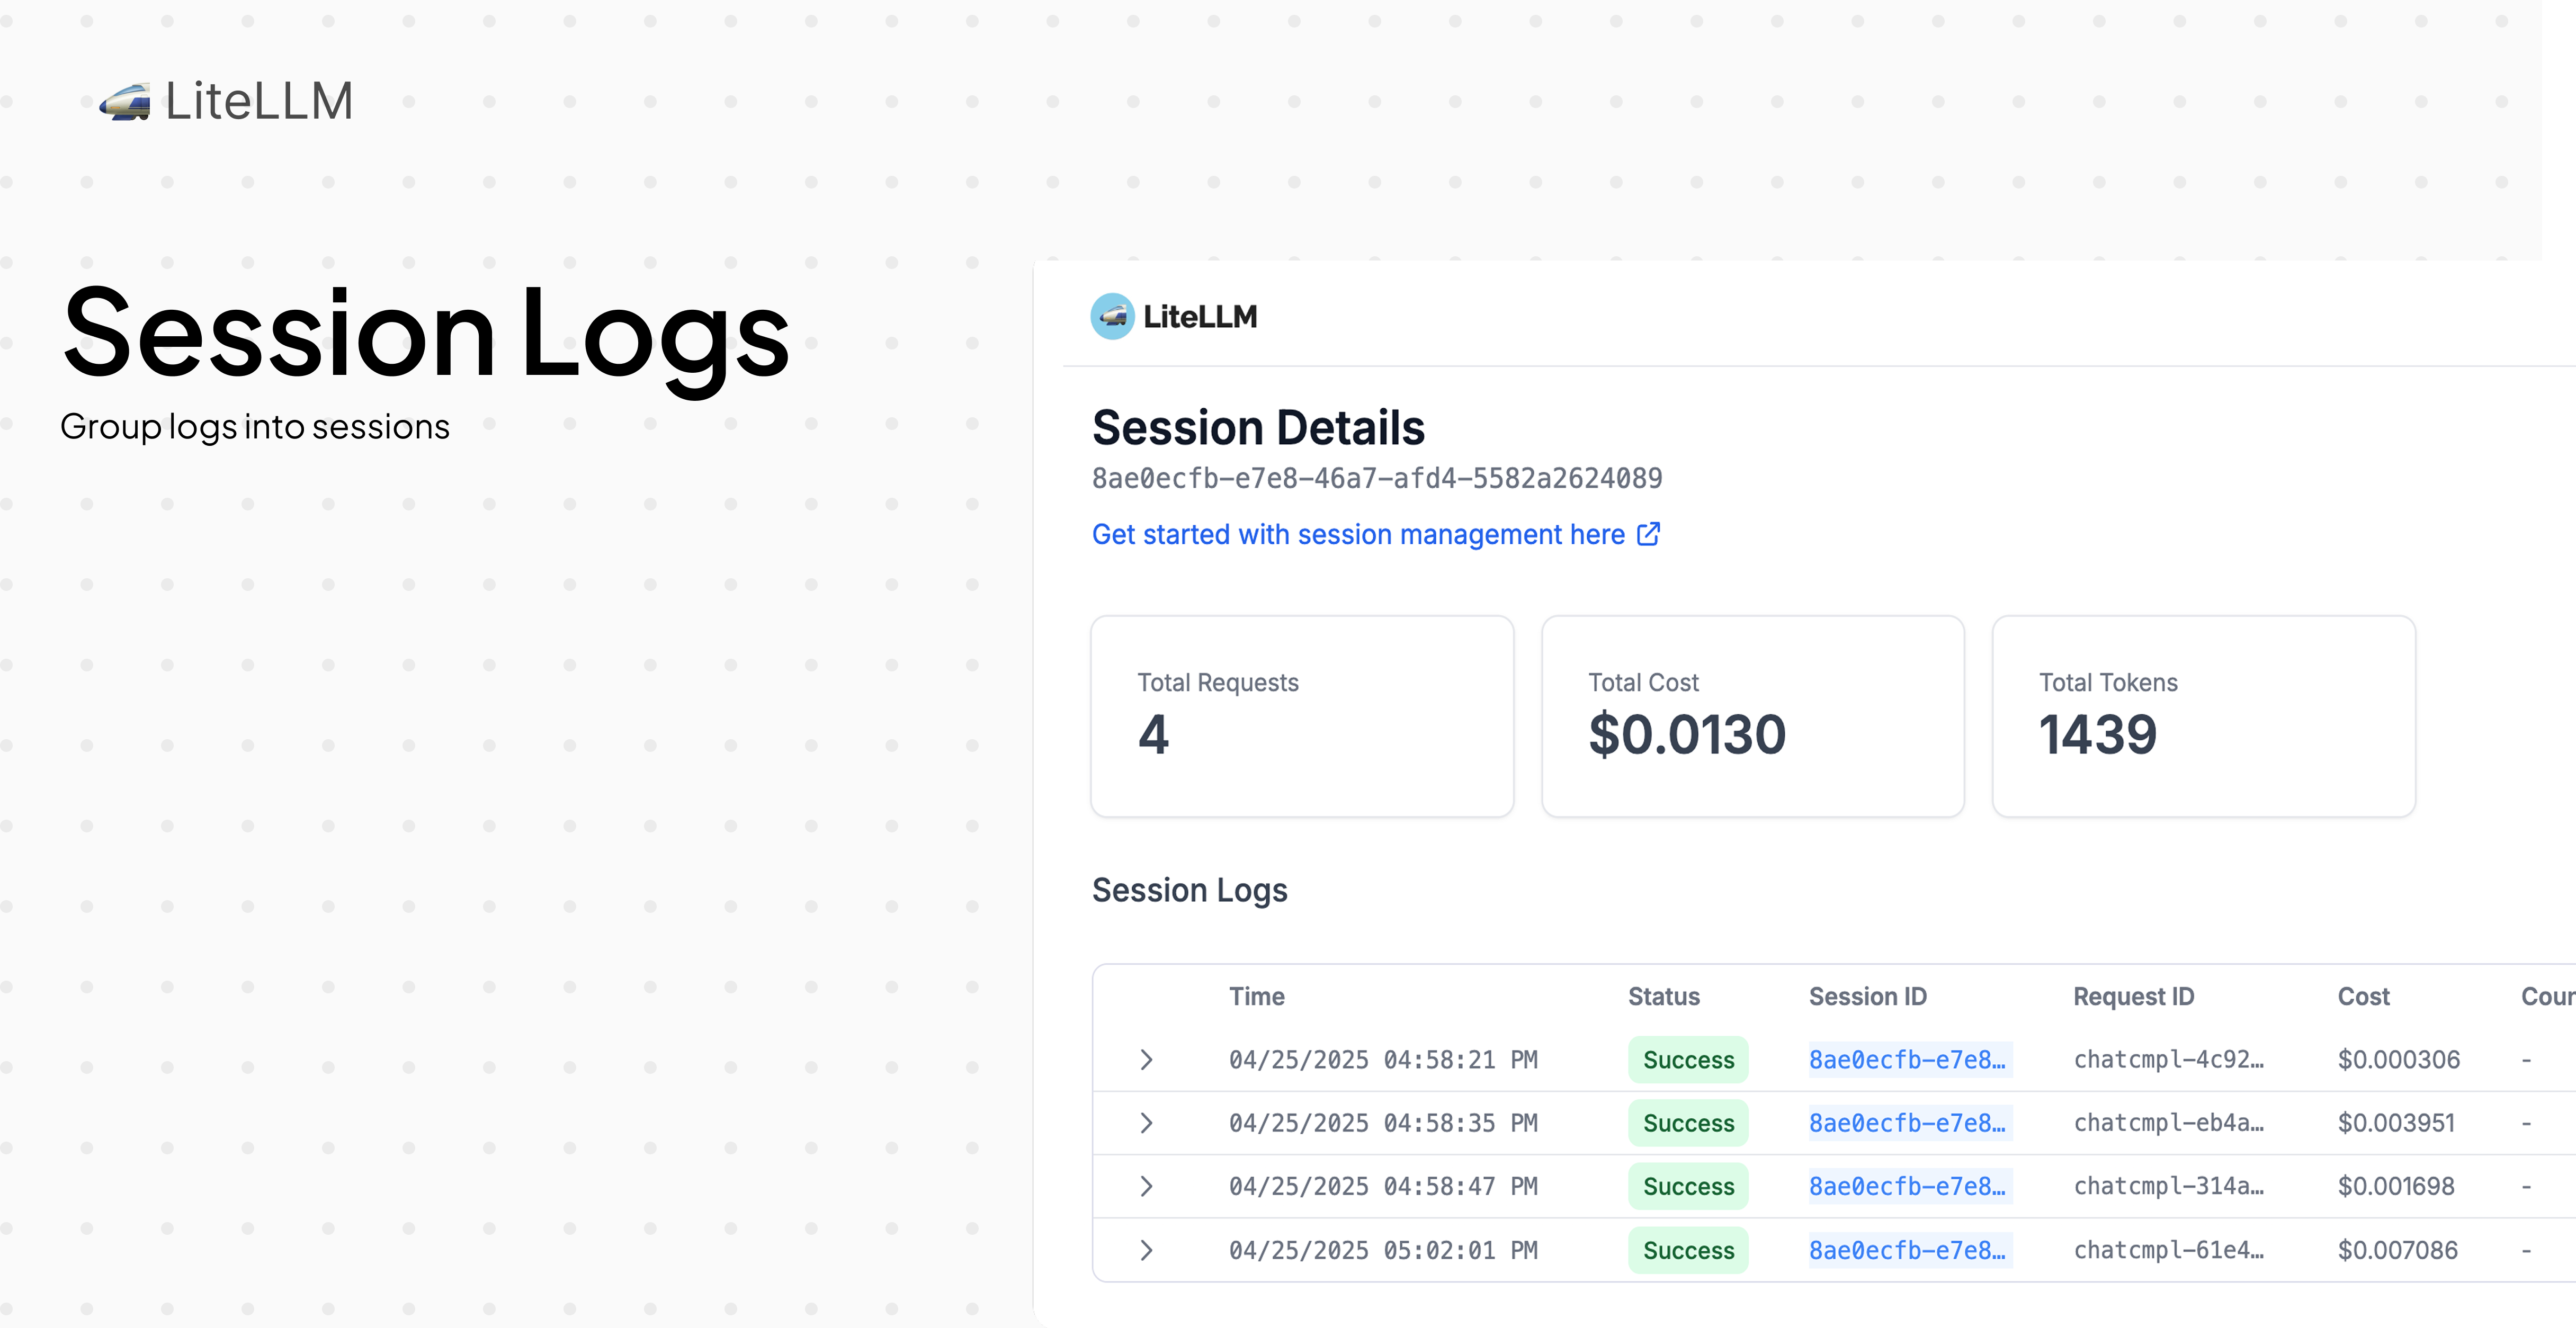 LiteLLM
Session Logs
Group logs into sessions
LiteLLM
Session Details
8ae0ecfb-e7e8-46a7-afd4-5582a2624089
Get started with session management here
Total Requests Total Cost Total Tokens
4 $0.0130 1439
Session Logs
Time Status Session ID Request ID Cost Coun
04/25/2025 04:58:21 PM Success 8ae0ecfb-e7e8… chatcmpl-4c92… $0.000306 -
04/25/2025 04:58:35 PM Success 8ae0ecfb-e7e8… chatcmpl-eb4a… $0.003951 -
04/25/2025 04:58:47 PM Success 8ae0ecfb-e7e8… chatcmpl-314a… $0.001698 -
04/25/2025 05:02:01 PM Success 8ae0ecfb-e7e8… chatcmpl-61e4… $0.007086 -